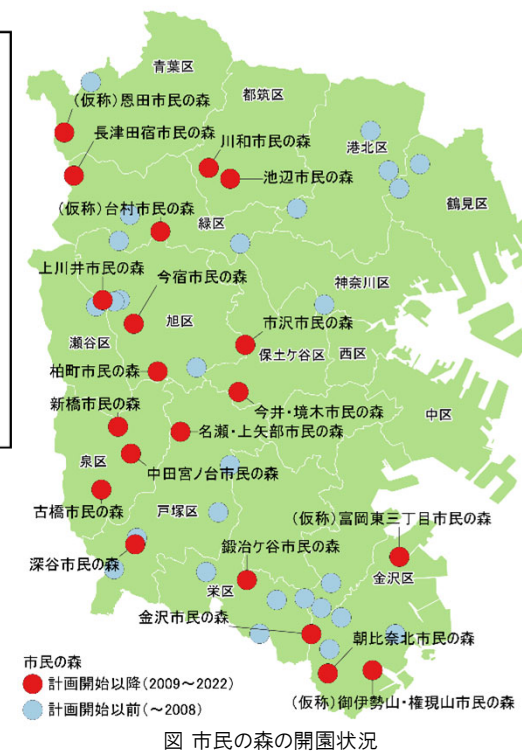 青葉区
都筑区
(仮称)恩田市民の森
長津田宿市民の森
川和市民の森
港北区
池辺市民の森
鶴見区
(仮称)台村市民の森
緑区
上川井市民の森
今宿市民の森
神奈川区
旭区
市沢市民の森
瀬谷区
保土ケ谷区
西区
柏町市民の森
新橋市民の森
今井・境木市民の森
中区
名瀬・上矢部市民の森
泉区
中田宮ノ台市民の森
古橋市民の森
戸塚区
(仮称)富岡東三丁目市民の森
深谷市民の森
鍛冶ケ谷市民の森
金沢区
栄区
金沢市民の森
朝比奈北市民の森
市民の森
計画開始以降(2009～2022)
計画開始以前(～2008)
(仮称)御伊勢山・権現山市民の森
図 市民の森の開園状況